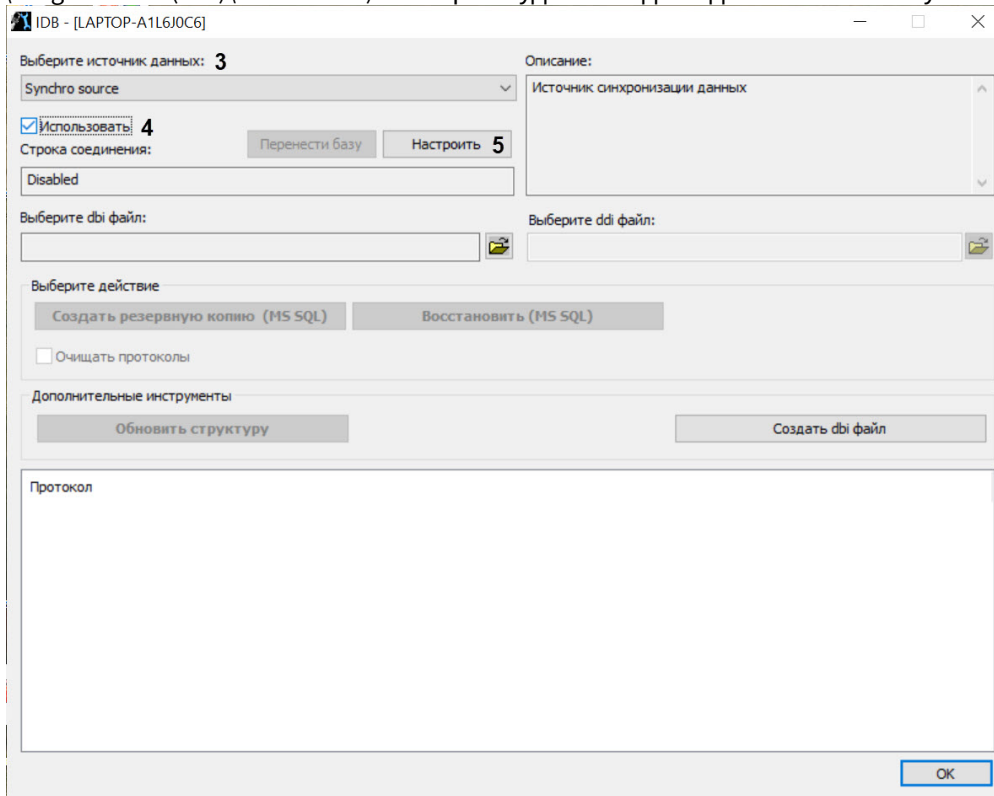 IDB - [LAPTOP-A1L6J0C6]
Выберите источник данных: 3
Описание:
Synchro source
Источник синхронизации данных
Использовать 4
Строка соединения:
Перенести базу
Настроить 5
Disabled
Выберите dbi файл:
Выберите ddi файл:
Выберите действие
Создать резервную копию (MS SQL)
Восстановить (MS SQL)
Очищать протоколы
Дополнительные инструменты
Обновить структуру
Создать dbi файл
Протокол
OK